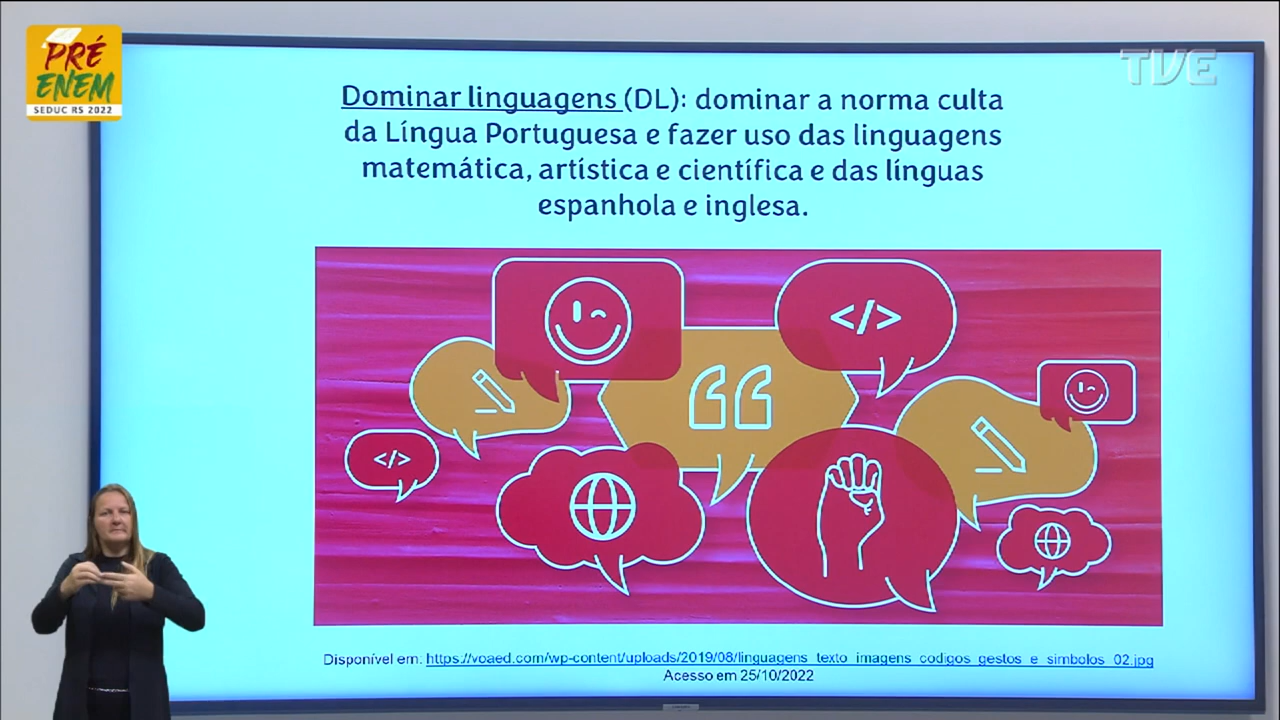 PRÉ
ENEM
SEDUC RS 2022
TVE
Dominar linguagens (DL): dominar a norma culta
da Língua Portuguesa e fazer uso das linguagens
matemática, artística e científica e das línguas
espanhola e inglesa.
</>
</>
Disponível em: https://voaed.com/wp-content/uploads/2019/08/linguagens_texto_imagens_codigos_gestos_e_simbolos_02.jpg
Acesso em 25/10/2022